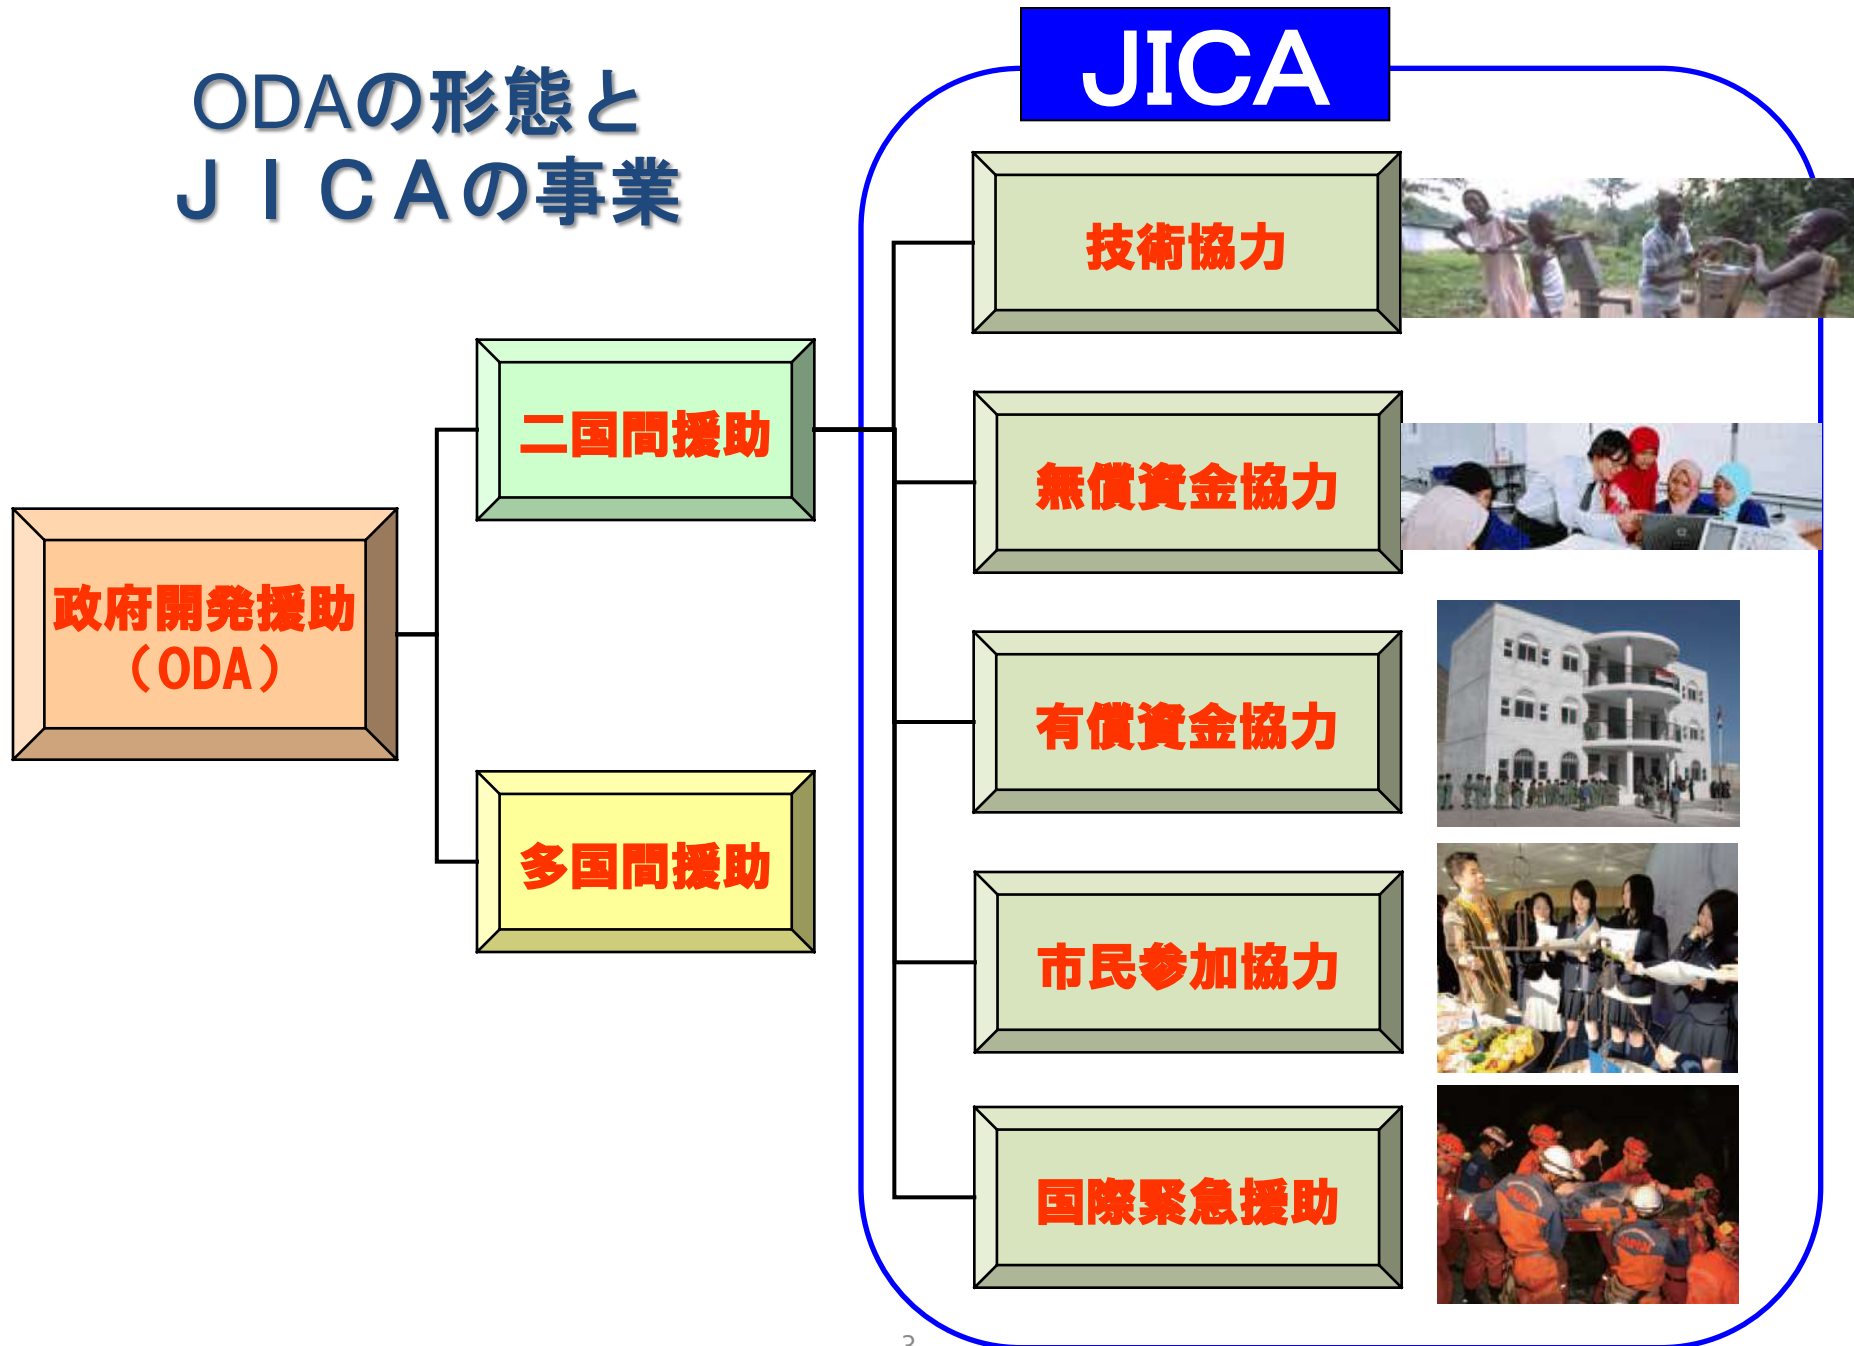 ODAの形態と
ＪＩＣＡの事業
JICA
技術協力
二国間援助
無償資金協力
政府開発援助
（ODA）
有償資金協力
多国間援助
市民参加協力
国際緊急援助
3